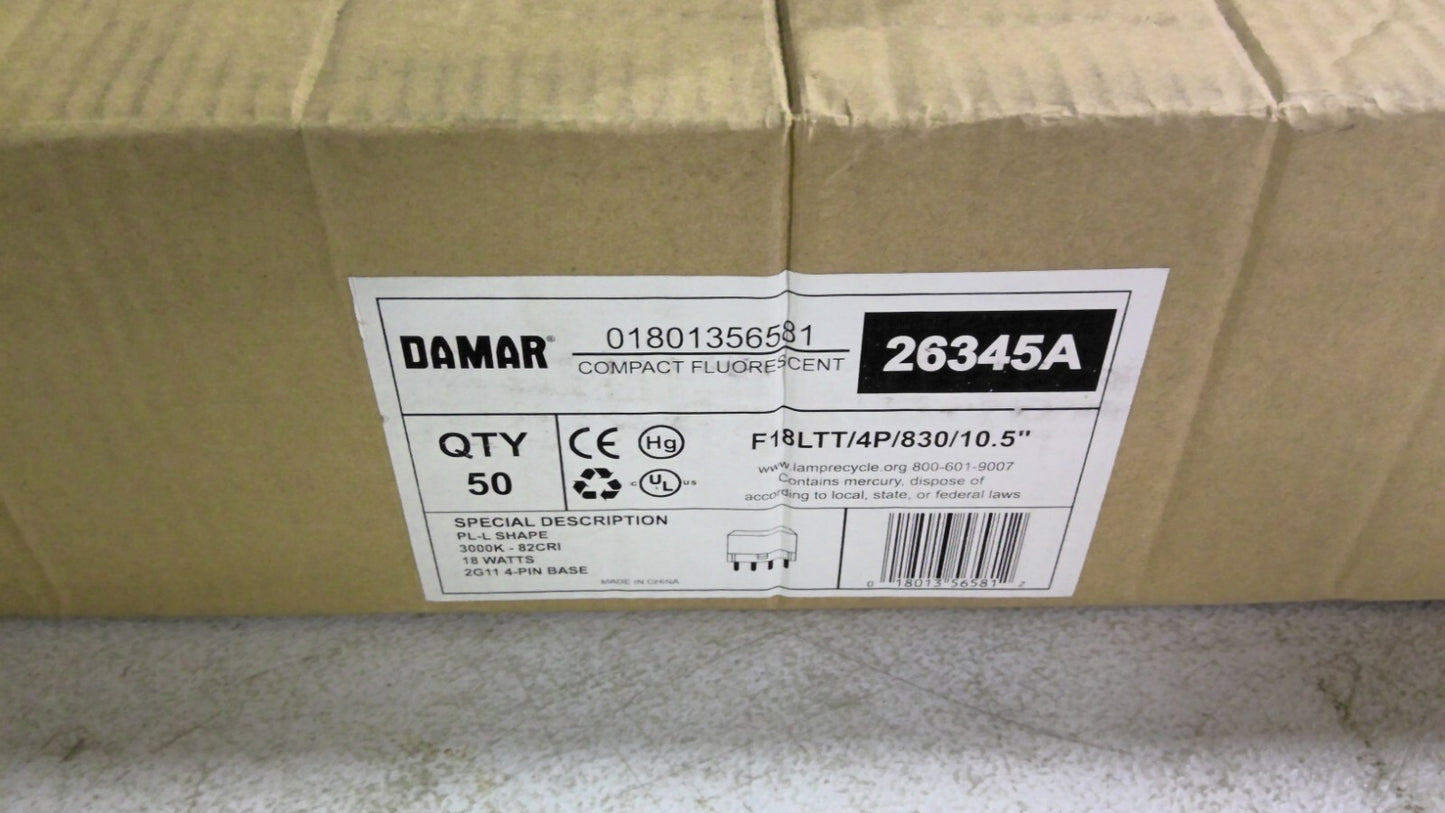 DAMAR®
01801356581
COMPACT FLUORESCENT
26345A
QTY
50
CE Hg
c UL us
F18LTT/4P/830/10.5"
www.lamprecycle.org 800-601-9007
Contains mercury, dispose of
according to local, state, or federal laws
SPECIAL DESCRIPTION
PL-L SHAPE
3000K - 82CRI
18 WATTS
2G11 4-PIN BASE
MADE IN CHINA
0 18013 56581 2